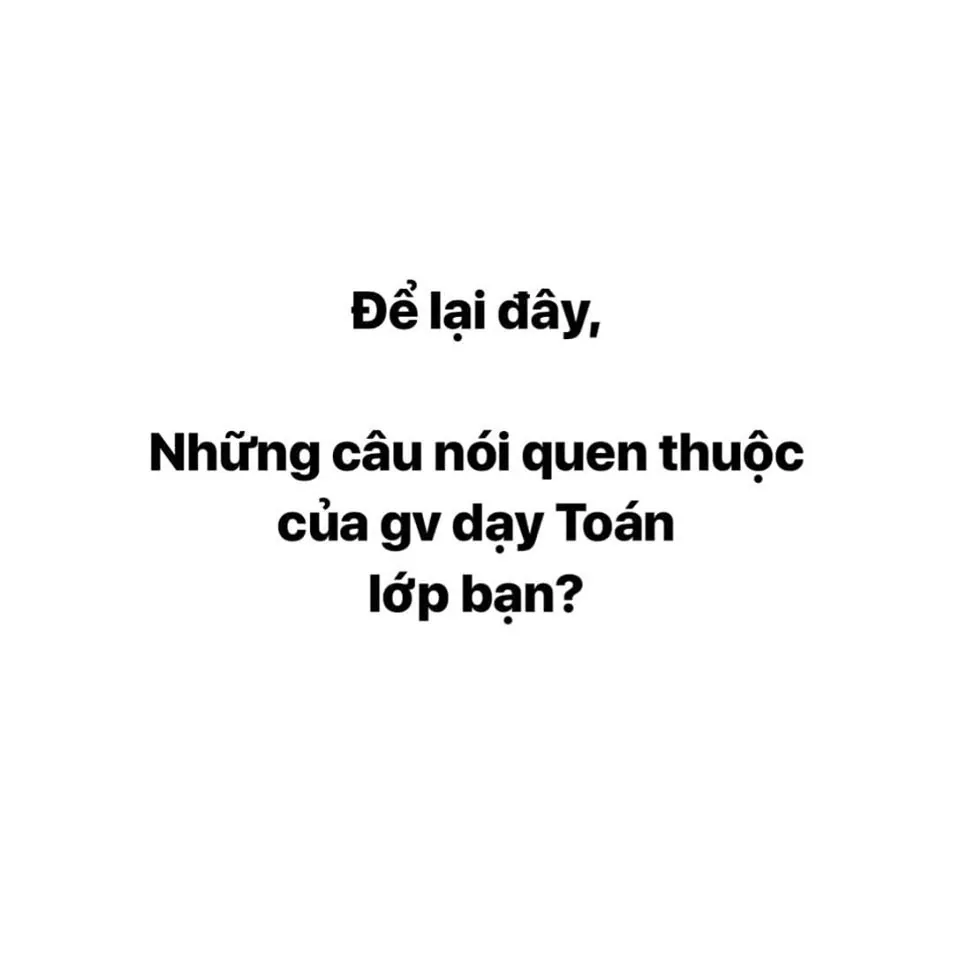 Để lại đây,
Những câu nói quen thuộc
của gv dạy Toán
lớp bạn?